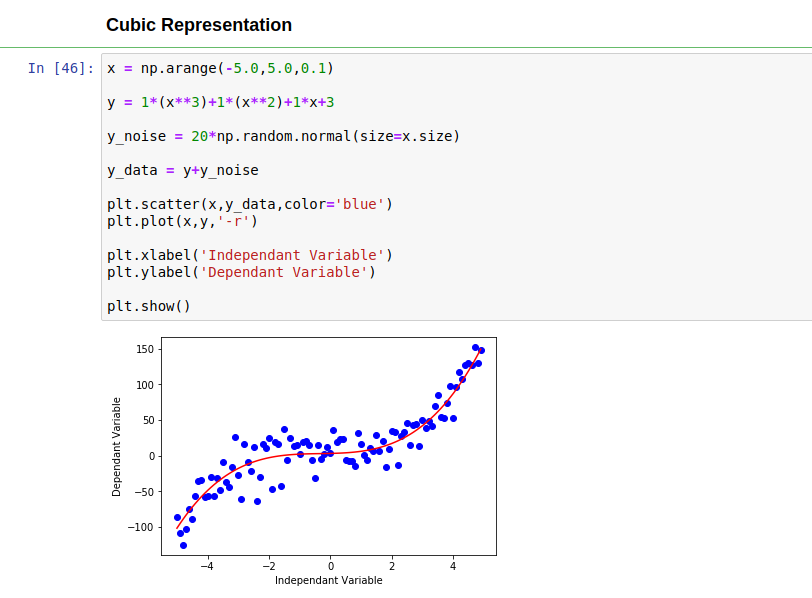 Cubic Representation
In [46]: x = np.arange(-5.0,5.0,0.1)
y = 1*(x**3)+1*(x**2)+1*x+3
y_noise = 20*np.random.normal(size=x.size)
y_data = y+y_noise
plt.scatter(x,y_data,color='blue')
plt.plot(x,y,'-r')
plt.xlabel('Independant Variable')
plt.ylabel('Dependant Variable')
plt.show()
150
100
50
0
−50
−100
Dependant Variable
−4 −2 0 2 4
Independant Variable